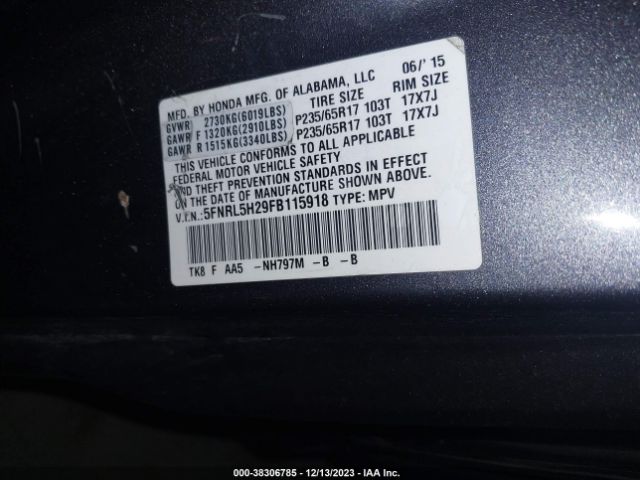 MFD. BY HONDA MFG. OF ALABAMA, LLC 06/'15
TIRE SIZE RIM SIZE
GVWR 2730KG(6019LBS)
GAWR F 1320KG(2910LBS) P235/65R17 103T 17X7J
GAWR R 1515KG(3340LBS) P235/65R17 103T 17X7J
THIS VEHICLE CONFORMS TO ALL APPLICABLE
FEDERAL MOTOR VEHICLE SAFETY
THEFT PREVENTION STANDARDS IN EFFECT
ON THE DATE OF MANUFACTURE SHOWN ABOVE.
V.I.N.:5FNRL5H29FB115918 TYPE: MPV
TK8 F AA5 -NH797M -B -B
000-38306785 - 12/13/2023 - IAA Inc.